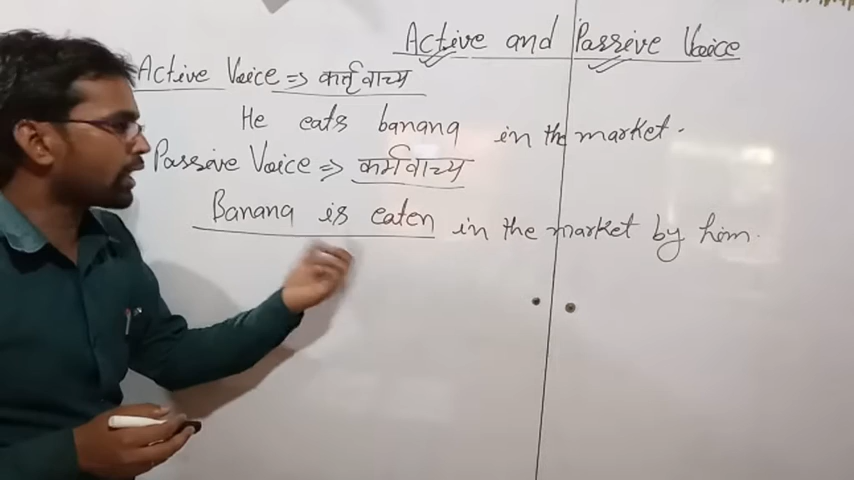 Active and Passive Voice
Active Voice => कर्तृवाच्य
He eats banana in the market.
Passive Voice => कर्मवाच्य
Banana is eaten in the market by him.